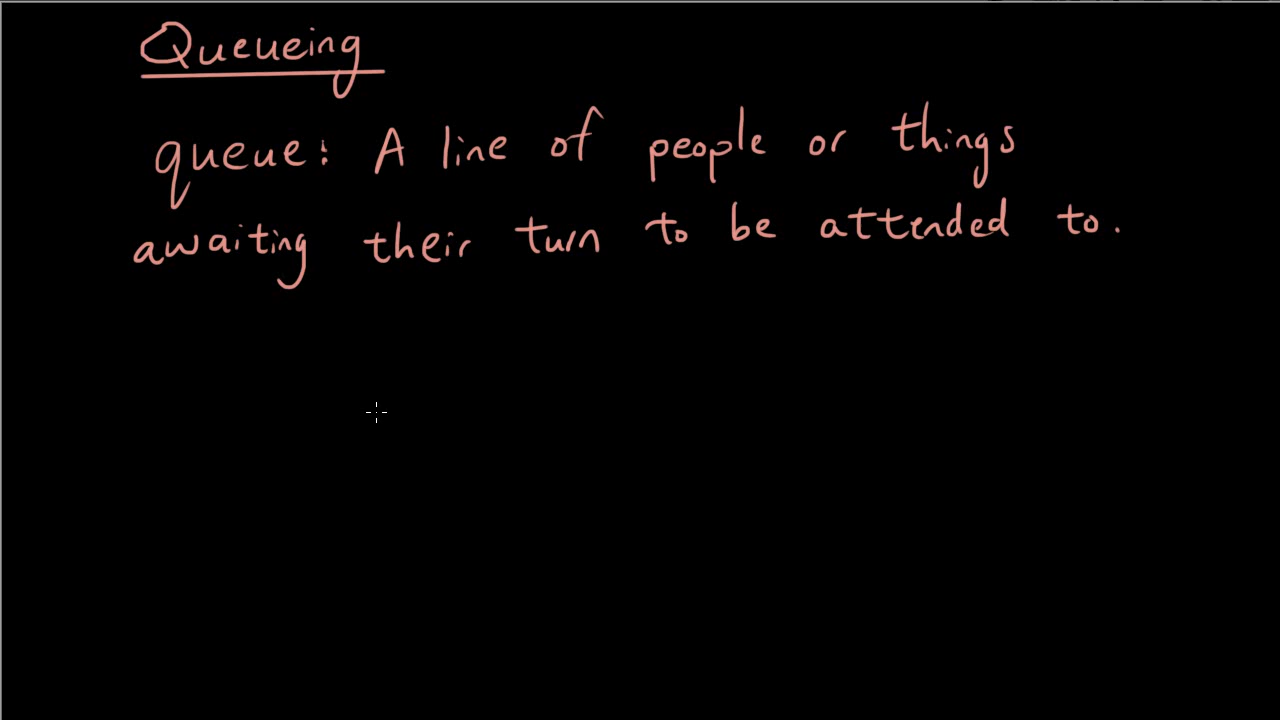 Queueing
queue: A line of people or things
awaiting their turn to be attended to.